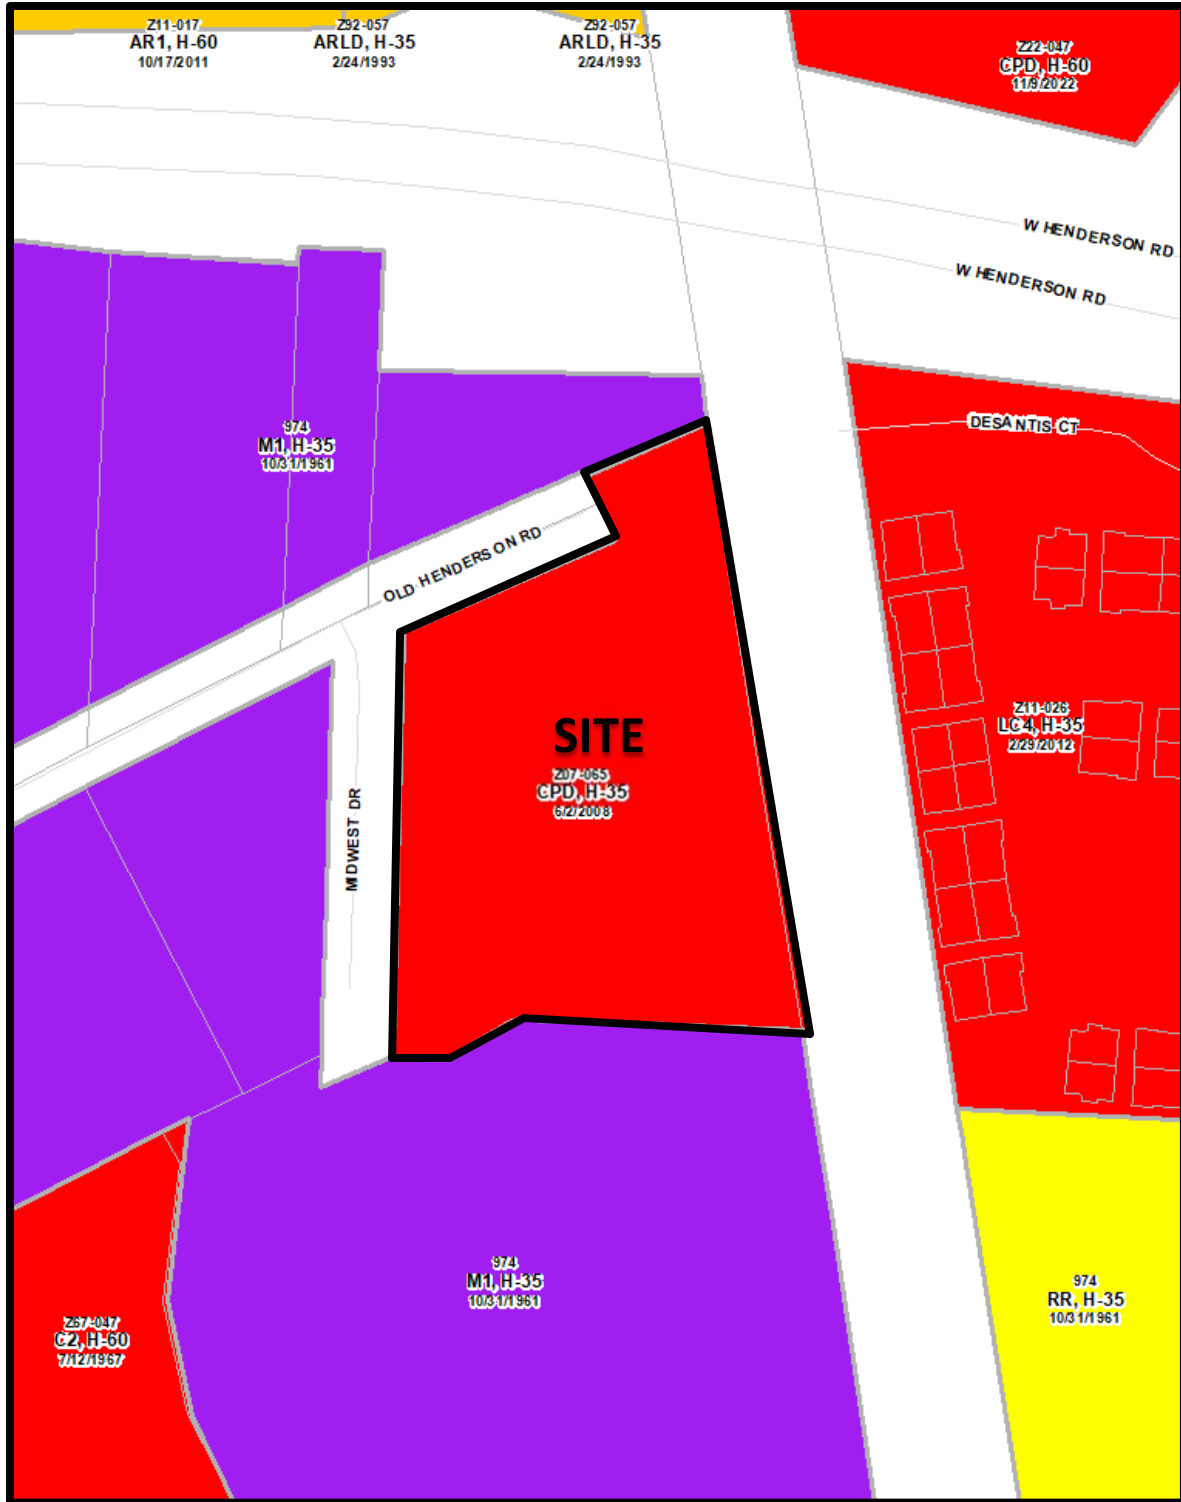 Z11-017
AR1, H-60
10/17/2011
Z92-057
ARLD, H-35
2/24/1993
Z92-057
ARLD, H-35
2/24/1993
Z22-047
CPD, H-60
11/9/2022
W HENDERSON RD
W HENDERSON RD
974
M1, H-35
10/31/1961
DESANTIS CT
OLD HENDERSON RD
SITE
Z07-065
CPD, H-35
6/2/2008
Z11-026
LC4, H-35
2/29/2012
MIDWEST DR
974
M1, H-35
10/31/1961
974
RR, H-35
10/31/1961
Z67-047
C2, H-60
7/12/1967